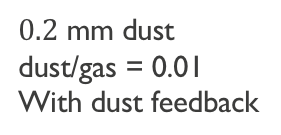 0.2 mm dust
dust/gas = 0.01
With dust feedback